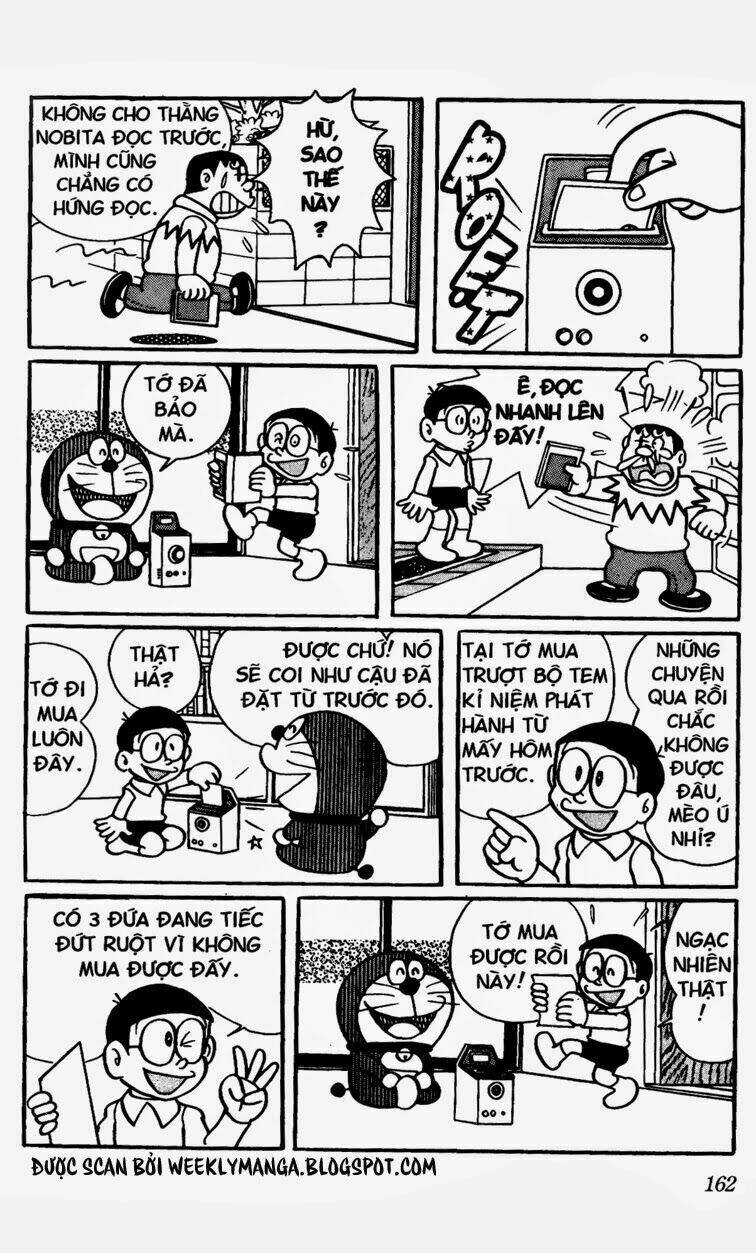 ROẸT
HỪ,
SAO
THẾ
NÀY
?
KHÔNG CHO THẰNG
NOBITA ĐỌC TRƯỚC,
MÌNH CŨNG
CHẲNG CÓ
HỨNG ĐỌC.
Ê, ĐỌC
NHANH LÊN
ĐẤY!
TỚ ĐÃ
BẢO
MÀ.
NHỮNG
CHUYỆN
QUA RỒI
CHẮC
KHÔNG
ĐƯỢC
ĐÂU,
MÈO Ú
NHỈ?
TẠI TỚ MUA
TRƯỢT BỘ TEM
KỈ NIỆM PHÁT
HÀNH TỪ
MẤY HÔM
TRƯỚC.
ĐƯỢC CHỨ! NÓ
SẼ COI NHƯ CẬU ĐÃ
ĐẶT TỪ TRƯỚC ĐÓ.
THẬT
HẢ?
TỚ ĐI
MUA
LUÔN
ĐÂY.
NGẠC
NHIÊN
THẬT
!
TỚ MUA
ĐƯỢC RỒI
NÀY!
CÓ 3 ĐỨA ĐANG TIẾC
ĐỨT RUỘT VÌ KHÔNG
MUA ĐƯỢC ĐẤY.
ĐƯỢC SCAN BỞI WEEKLYMANGA.BLOGSPOT.COM
162